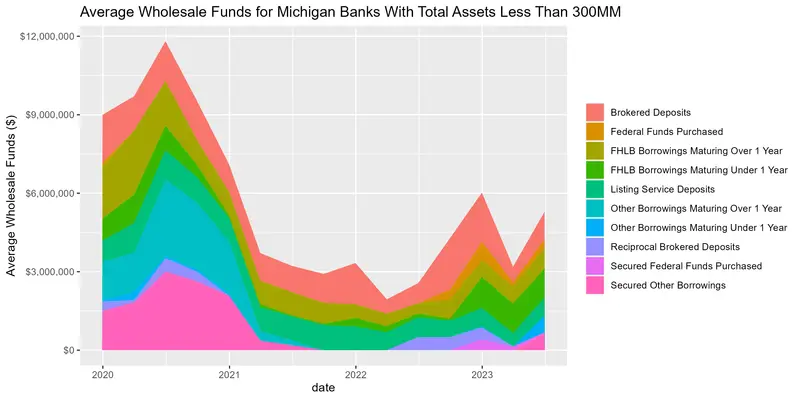 Average Wholesale Funds for Michigan Banks With Total Assets Less Than 300MM
Average Wholesale Funds ($)
$12,000,000
$9,000,000
$6,000,000
$3,000,000
$0
2020
2021
2022
2023
date
Brokered Deposits
Federal Funds Purchased
FHLB Borrowings Maturing Over 1 Year
FHLB Borrowings Maturing Under 1 Year
Listing Service Deposits
Other Borrowings Maturing Over 1 Year
Other Borrowings Maturing Under 1 Year
Reciprocal Brokered Deposits
Secured Federal Funds Purchased
Secured Other Borrowings